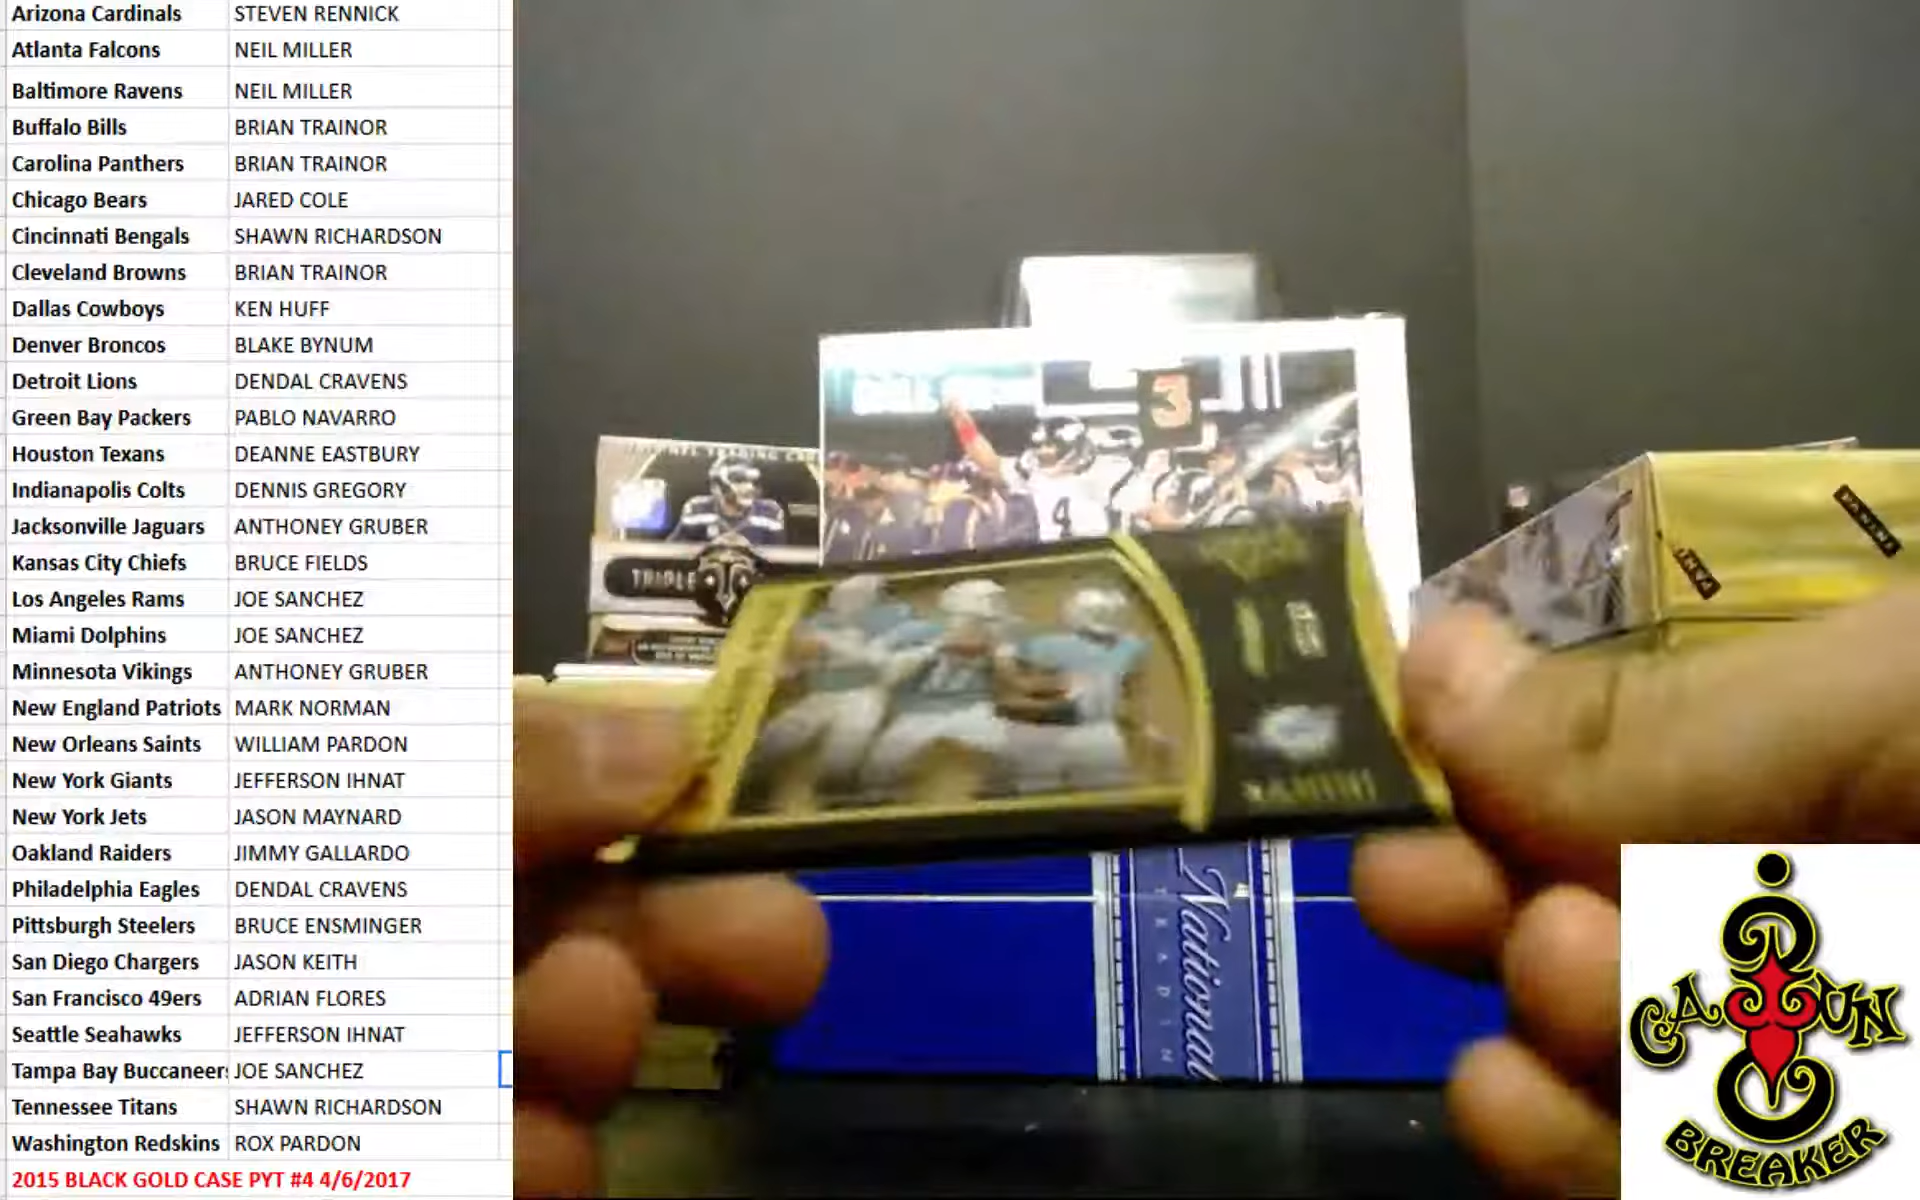 Arizona Cardinals STEVEN RENNICK
Atlanta Falcons NEIL MILLER
Baltimore Ravens NEIL MILLER
Buffalo Bills BRIAN TRAINOR
Carolina Panthers BRIAN TRAINOR
Chicago Bears JARED COLE
Cincinnati Bengals SHAWN RICHARDSON
Cleveland Browns BRIAN TRAINOR
Dallas Cowboys KEN HUFF
Denver Broncos BLAKE BYNUM
Detroit Lions DENDAL CRAVENS
Green Bay Packers PABLO NAVARRO
Houston Texans DEANNE EASTBURY
Indianapolis Colts DENNIS GREGORY
Jacksonville Jaguars ANTHONEY GRUBER
Kansas City Chiefs BRUCE FIELDS
Los Angeles Rams JOE SANCHEZ
Miami Dolphins JOE SANCHEZ
Minnesota Vikings ANTHONEY GRUBER
New England Patriots MARK NORMAN
New Orleans Saints WILLIAM PARDON
New York Giants JEFFERSON IHNAT
New York Jets JASON MAYNARD
Oakland Raiders JIMMY GALLARDO
Philadelphia Eagles DENDAL CRAVENS
Pittsburgh Steelers BRUCE ENSMINGER
San Diego Chargers JASON KEITH
San Francisco 49ers ADRIAN FLORES
Seattle Seahawks JEFFERSON IHNAT
Tampa Bay Buccaneer JOE SANCHEZ
Tennessee Titans SHAWN RICHARDSON
Washington Redskins ROX PARDON
2015 BLACK GOLD CASE PYT #4 4/6/2017
3
4
TRIPLE
PANINI
PANINI
National
CAJUN
BREAKER